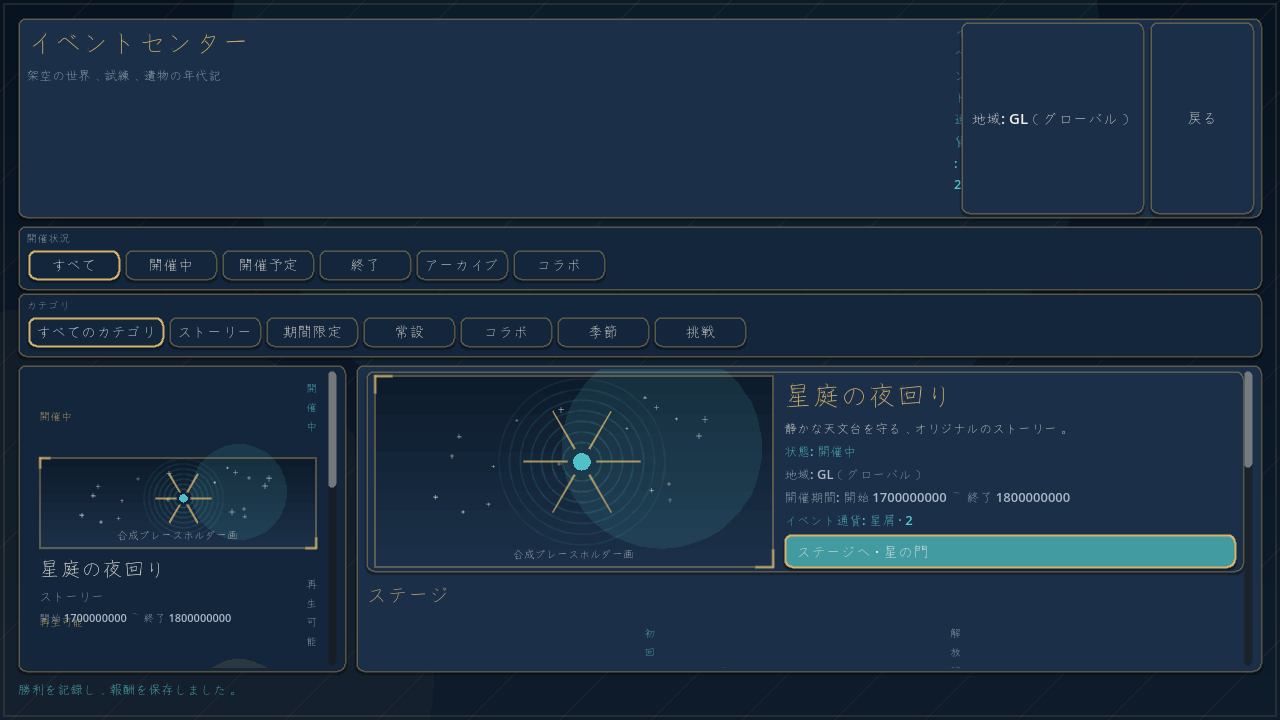 イベントセンター
架空の世界、試練、遺物の年代記
地域: GL（グローバル）
戻る
開催状況
すべて
開催中
開催予定
終了
アーカイブ
コラボ
カテゴリ
すべてのカテゴリ
ストーリー
期間限定
常設
コラボ
季節
挑戦
開催中
開催中
合成プレースホルダー画
星庭の夜回り
ストーリー
開始 1700000000 ~ 終了 1800000000
再生可能
再生可能
合成プレースホルダー画
星庭の夜回り
静かな天文台を守る、オリジナルのストーリー。
状態: 開催中
地域: GL（グローバル）
開催期間: 開始 1700000000 ~ 終了 1800000000
イベント通貨: 星屑 · 2
ステージへ · 星の門
ステージ
初回
解放
勝利を記録し、報酬を保存しました。